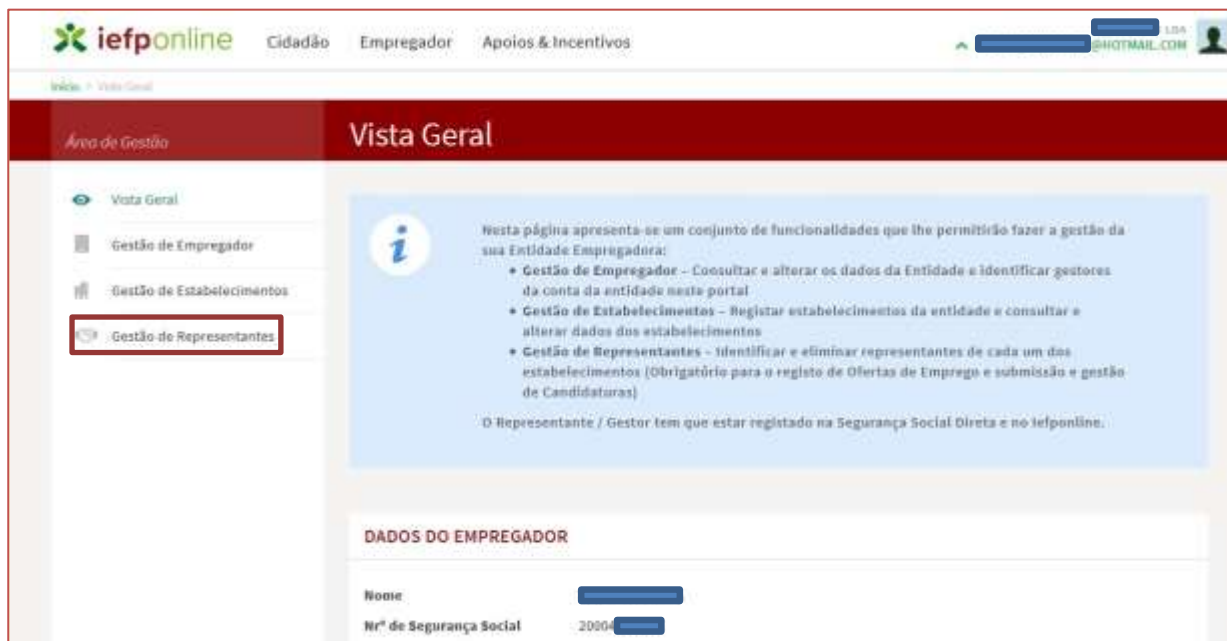 iefponline Cidadão Empregador Apoios & Incentivos
LDA
@HOTMAIL.COM
Início > Vista Geral
Área de Gestão
Vista Geral
Vista Geral
Gestão de Empregador
Gestão de Estabelecimentos
Gestão de Representantes
Nesta página apresenta-se um conjunto de funcionalidades que lhe permitirão fazer a gestão da
sua Entidade Empregadora:
• Gestão de Empregador – Consultar e alterar os dados da Entidade e identificar gestores
da conta da entidade neste portal
• Gestão de Estabelecimentos – Registar estabelecimentos da entidade e consultar e
alterar dados dos estabelecimentos
• Gestão de Representantes – Identificar e eliminar representantes de cada um dos
estabelecimentos (Obrigatório para o registo de Ofertas de Emprego e submissão e gestão
de Candidaturas)
O Representante / Gestor tem que estar registado na Segurança Social Direta e no Iefponline.
DADOS DO EMPREGADOR
Nome
Nrº de Segurança Social 20004